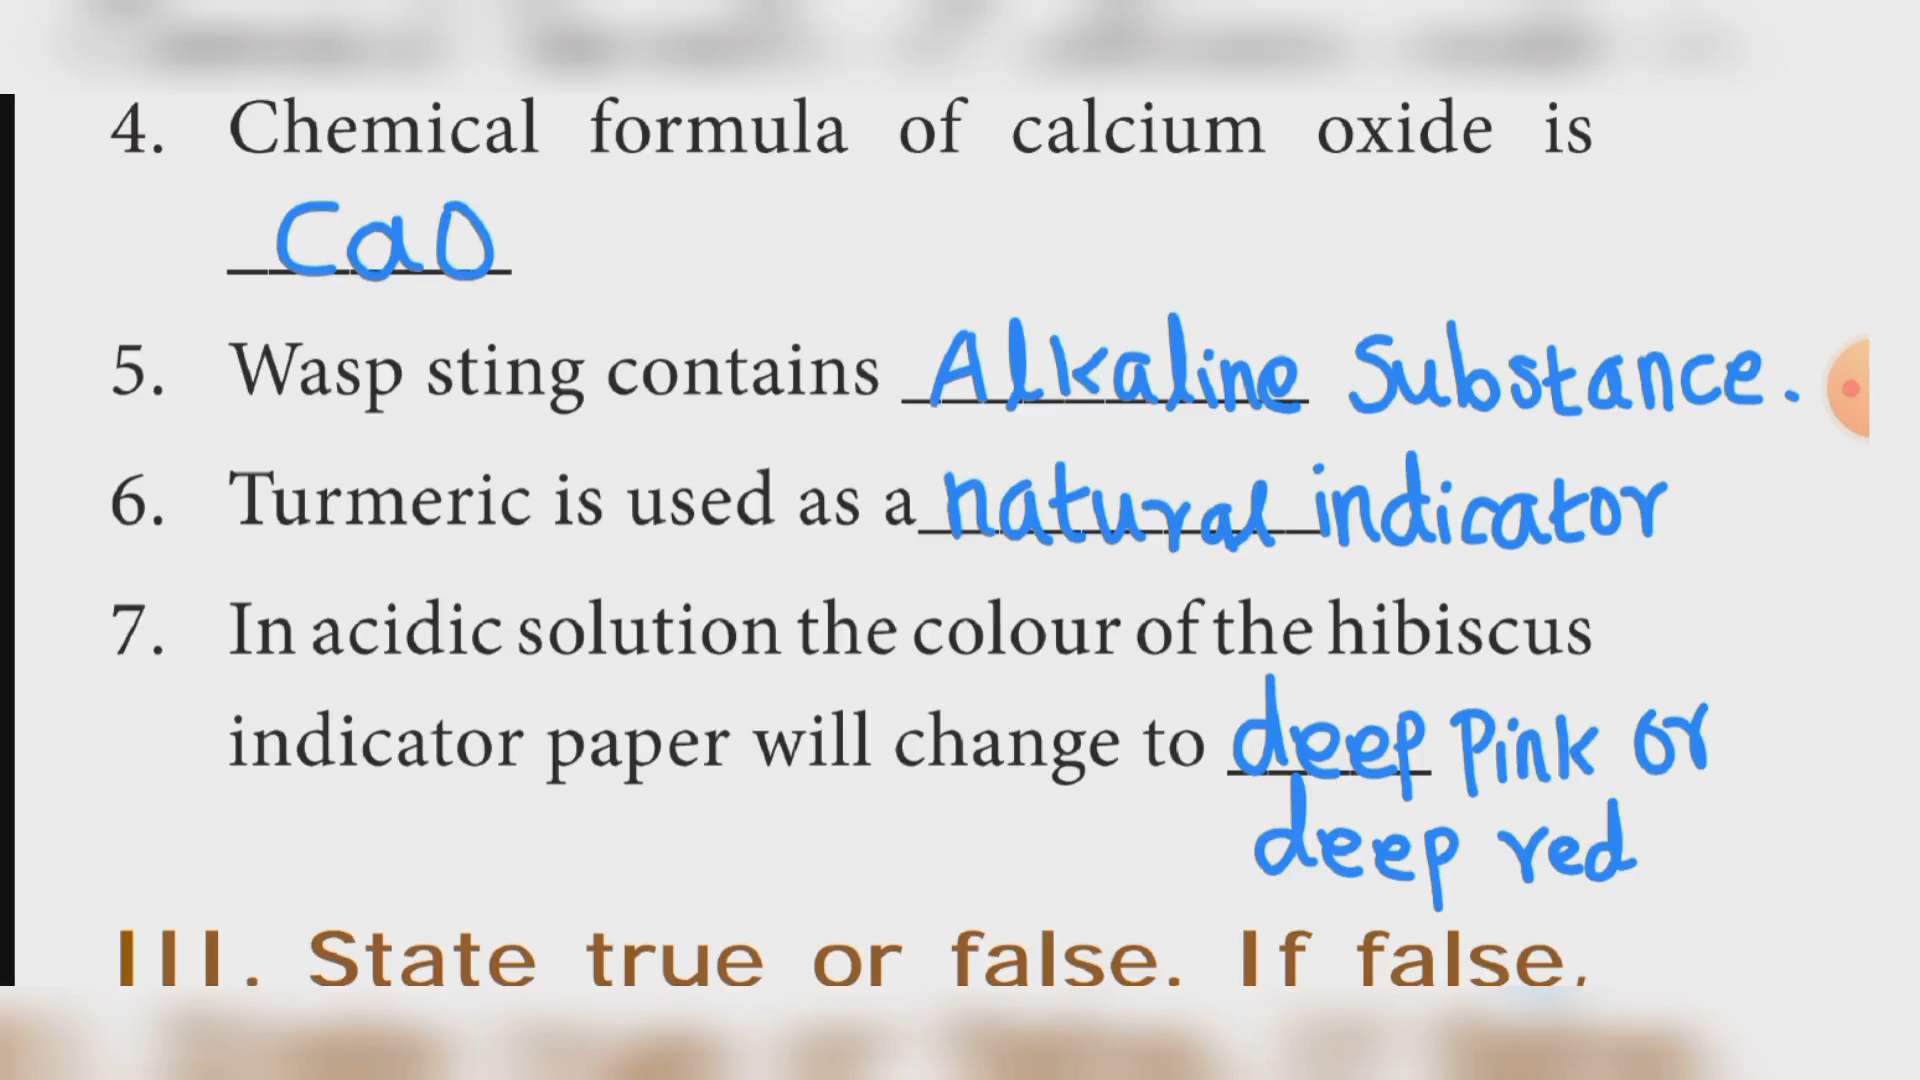 4. Chemical formula of calcium oxide is
CaO
5. Wasp sting contains Alkaline Substance.
6. Turmeric is used as a natural indicator
7. In acidic solution the colour of the hibiscus
indicator paper will change to deep Pink or
deep red
III. State true or false. If false,